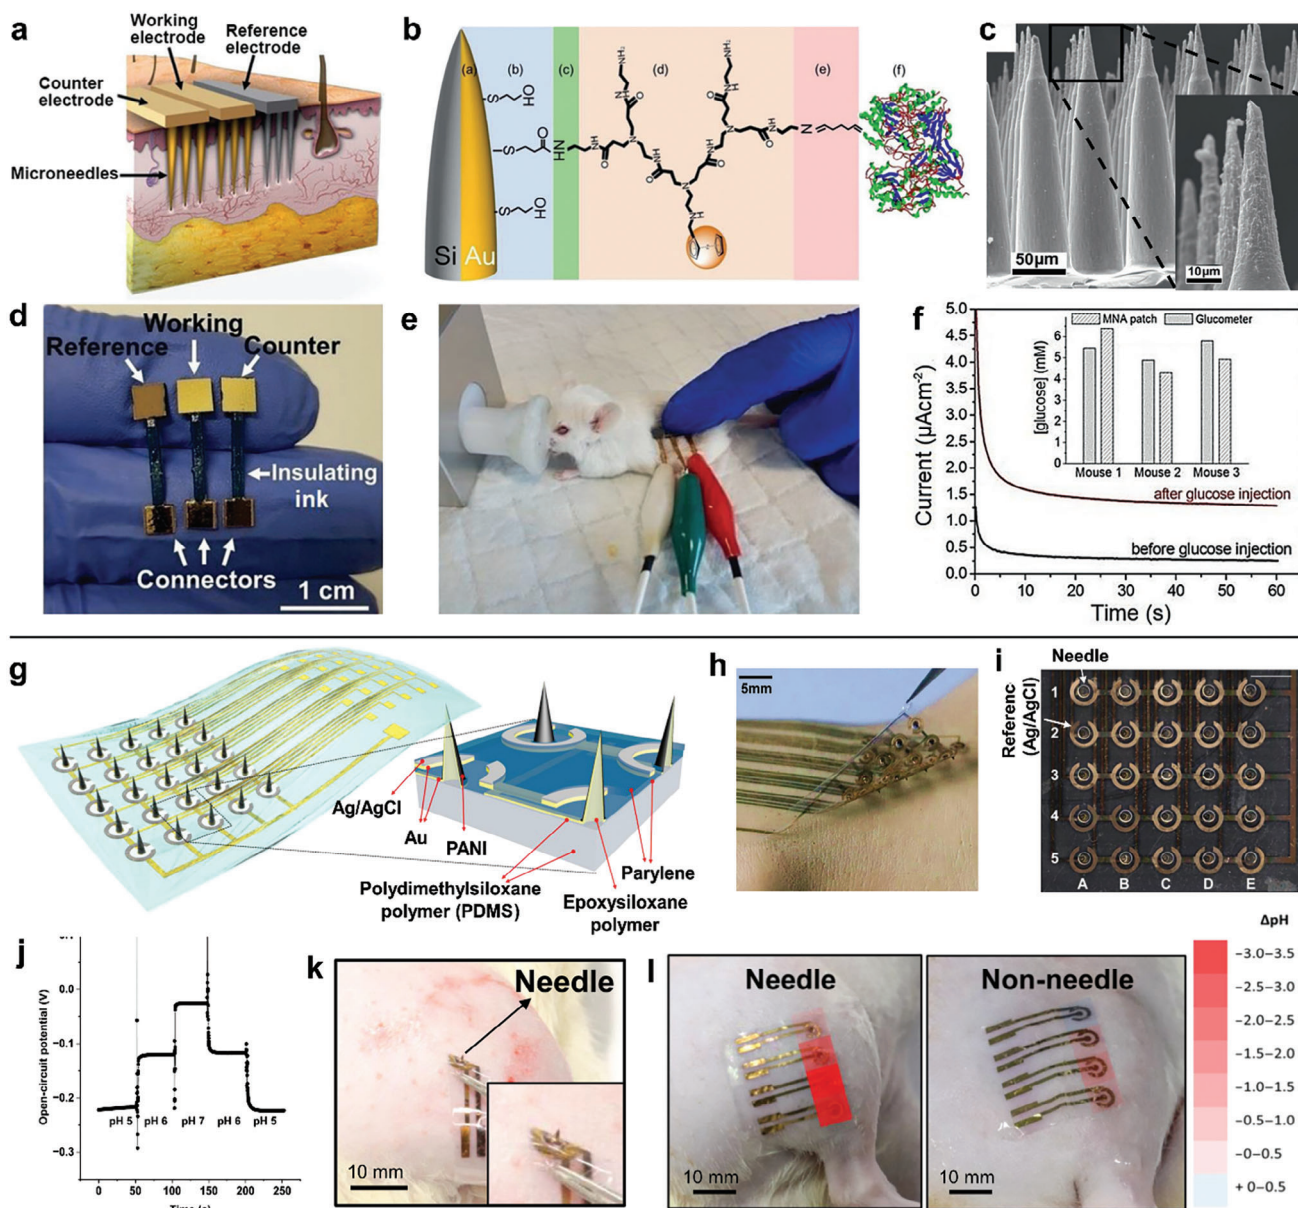 a
Working
electrode
Reference
electrode
Counter
electrode
Microneedles
b
(a)
(b)
(c)
(d)
(e)
(f)
Si
Au
OH
S
O
S
NH
S
OH
N
N
c
50µm
10µm
d
Working
Reference
Counter
Insulating
ink
Connectors
1 cm
e
f
Current (µAcm⁻²)
5.0
4.5
4.0
3.5
3.0
2.5
2.0
1.5
1.0
0.5
0.0
0
10
20
30
40
50
60
Time (s)
after glucose injection
before glucose injection
MNA patch
Glucometer
[glucose] (mM)
6
5
4
3
2
1
0
Mouse 1
Mouse 2
Mouse 3
g
Ag/AgCl
Au
PANI
Polydimethylsiloxane
polymer (PDMS)
Parylene
Epoxysiloxane
polymer
h
5mm
i
Needle
Referenc
(Ag/AgCl)
1
2
3
4
5
A
B
C
D
E
j
Open-circuit potential (V)
0.0
−0.1
−0.2
−0.3
pH 5
pH 6
pH 7
pH 6
pH 5
0
50
100
150
200
250
k
Needle
10 mm
l
Needle
10 mm
Non-needle
10 mm
ΔpH
−3.0−3.5
−2.5−3.0
−2.0−2.5
−1.5−2.0
−1.0−1.5
−0.5−1.0
−0−0.5
+ 0−0.5